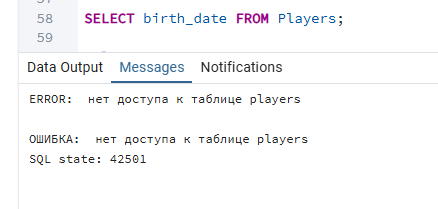 58 SELECT birth_date FROM Players;
59
Data Output Messages Notifications
ERROR: нет доступа к таблице players
ОШИБКА: нет доступа к таблице players
SQL state: 42501